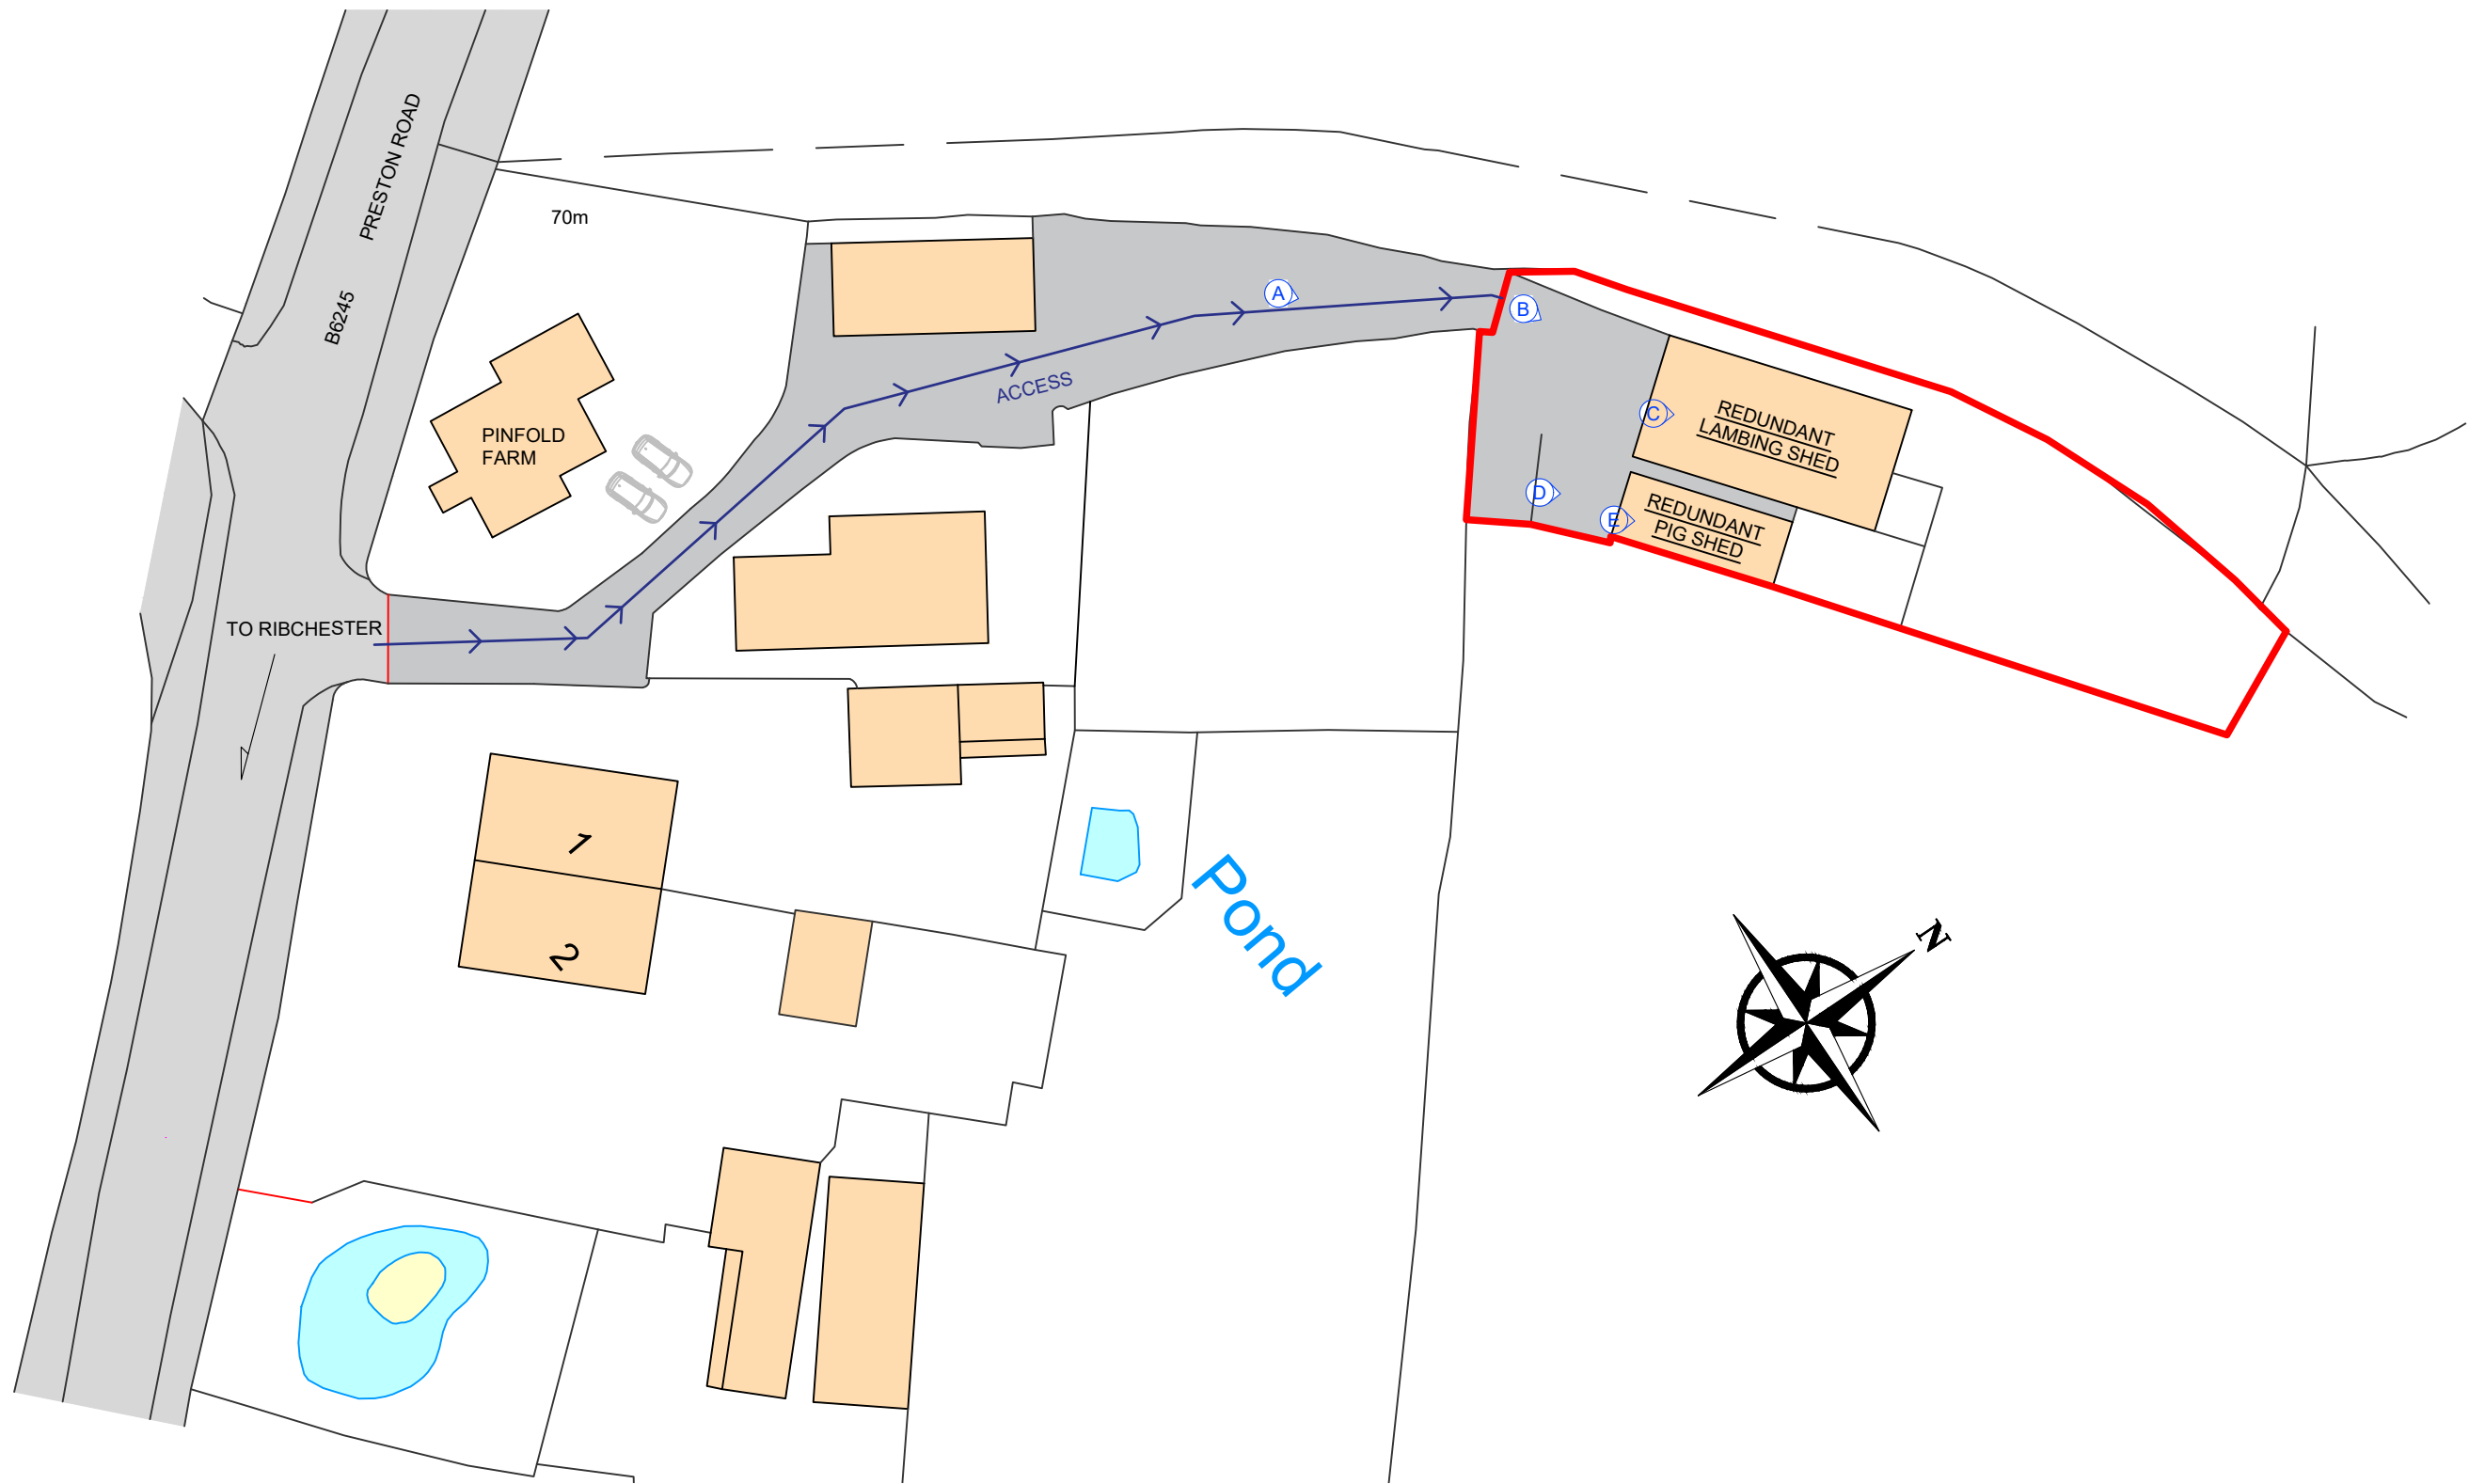 PRESTON ROAD
B6245
70m
A
B
ACCESS
PINFOLD
FARM
C
REDUNDANT
LAMBING SHED
D
E
REDUNDANT
PIG SHED
TO RIBCHESTER
1
2
Pond
N